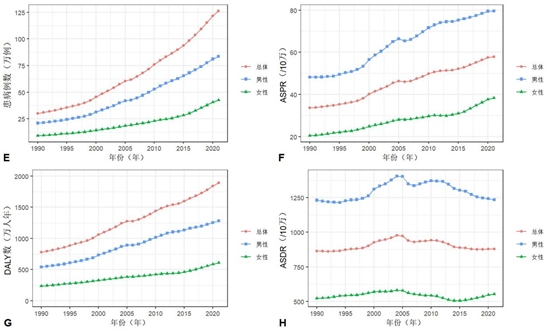 患病例数（万例）
125
100
75
50
25
1990
1995
2000
2005
2010
2015
2020
年份（年）
总体
男性
女性
E
ASPR（/10万）
80
60
40
20
1990
1995
2000
2005
2010
2015
2020
年份（年）
总体
男性
女性
F
DALY数（万人年）
2000
1500
1000
500
0
1990
1995
2000
2005
2010
2015
2020
年份（年）
总体
男性
女性
G
ASDR（/10万）
1250
1000
750
500
1990
1995
2000
2005
2010
2015
2020
年份（年）
总体
男性
女性
H